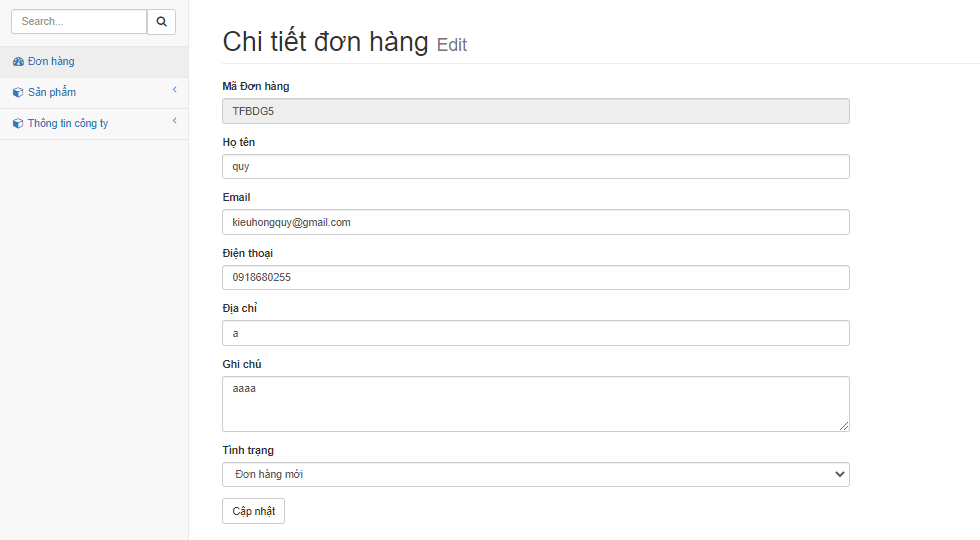 Search...
Đơn hàng
Sản phẩm
Thông tin công ty
Chi tiết đơn hàng Edit
Mã Đơn hàng
TFBDG5
Họ tên
quy
Email
kieuhongquy@gmail.com
Điện thoại
0918680255
Địa chỉ
a
Ghi chú
aaaa
Tình trạng
Đơn hàng mới
Cập nhật